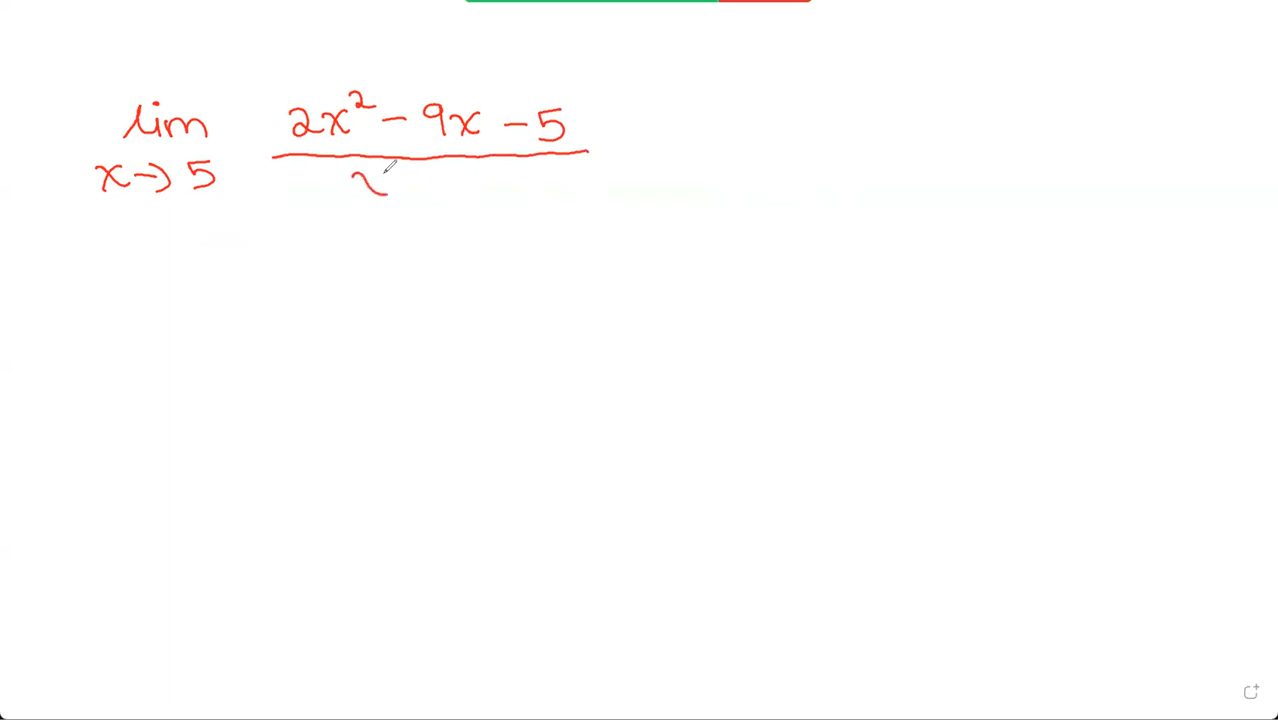 lim 2x² - 9x - 5
x → 5